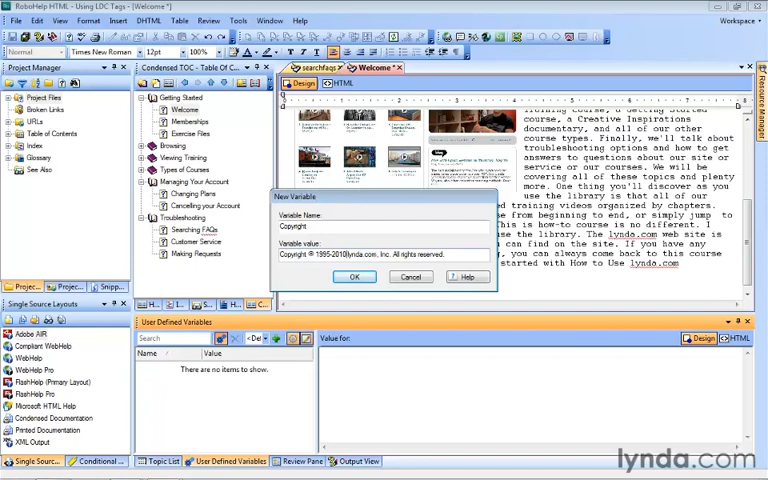 RoboHelp HTML - Using LDC Tags - [Welcome *]
File Edit View Format Insert DHTML Table Review Tools Window Help
Workspace
Normal Times New Roman 12pt 100%
Project Manager
Project Files
Broken Links
URLs
Table of Contents
Index
Glossary
See Also
Projec... Projec... Snipp...
Condensed TOC - Table Of C...
Getting Started
Welcome
Memberships
Exercise Files
Browsing
Viewing Training
Types of Courses
Managing Your Account
Changing Plans
Cancelling your Account
Troubleshooting
Searching FAQs
Customer Service
Making Requests
H... I... S... H... C...
searchfaqs Welcome *
Design HTML
Training course, a Getting Started
Course, a Creative Inspirations
documentary, and all of our other
course types. Finally, we'll talk about
troubleshooting options and how to get
answers to questions about our site or
service or our courses. We will be
covering all of these topics and plenty
more. One thing you'll discover as you
use the library is that all of our
d training videos organized by chapters.
e from beginning to end, or simply jump to
This is how-to course is no different. I
use the library. The lynda.com web site is
u can find on the site. If you have any
g, you can always come back to this course
started with How to Use lynda.com
Resource Manager
New Variable
Variable Name:
Copyright
Variable value:
Copyright ® 1995-2010lynda.com, Inc. All rights reserved.
OK Cancel Help
Single Source Layouts
Adobe AIR
Compliant WebHelp
WebHelp
WebHelp Pro
FlashHelp (Primary Layout)
FlashHelp Pro
Microsoft HTML Help
Condensed Documentation
Printed Documentation
XML Output
Single Sourc... Conditional ...
User Defined Variables
Search <Def
Name / Value
There are no items to show.
Value for:
Design HTML
Topic List User Defined Variables Review Pane Output View
lynda.com